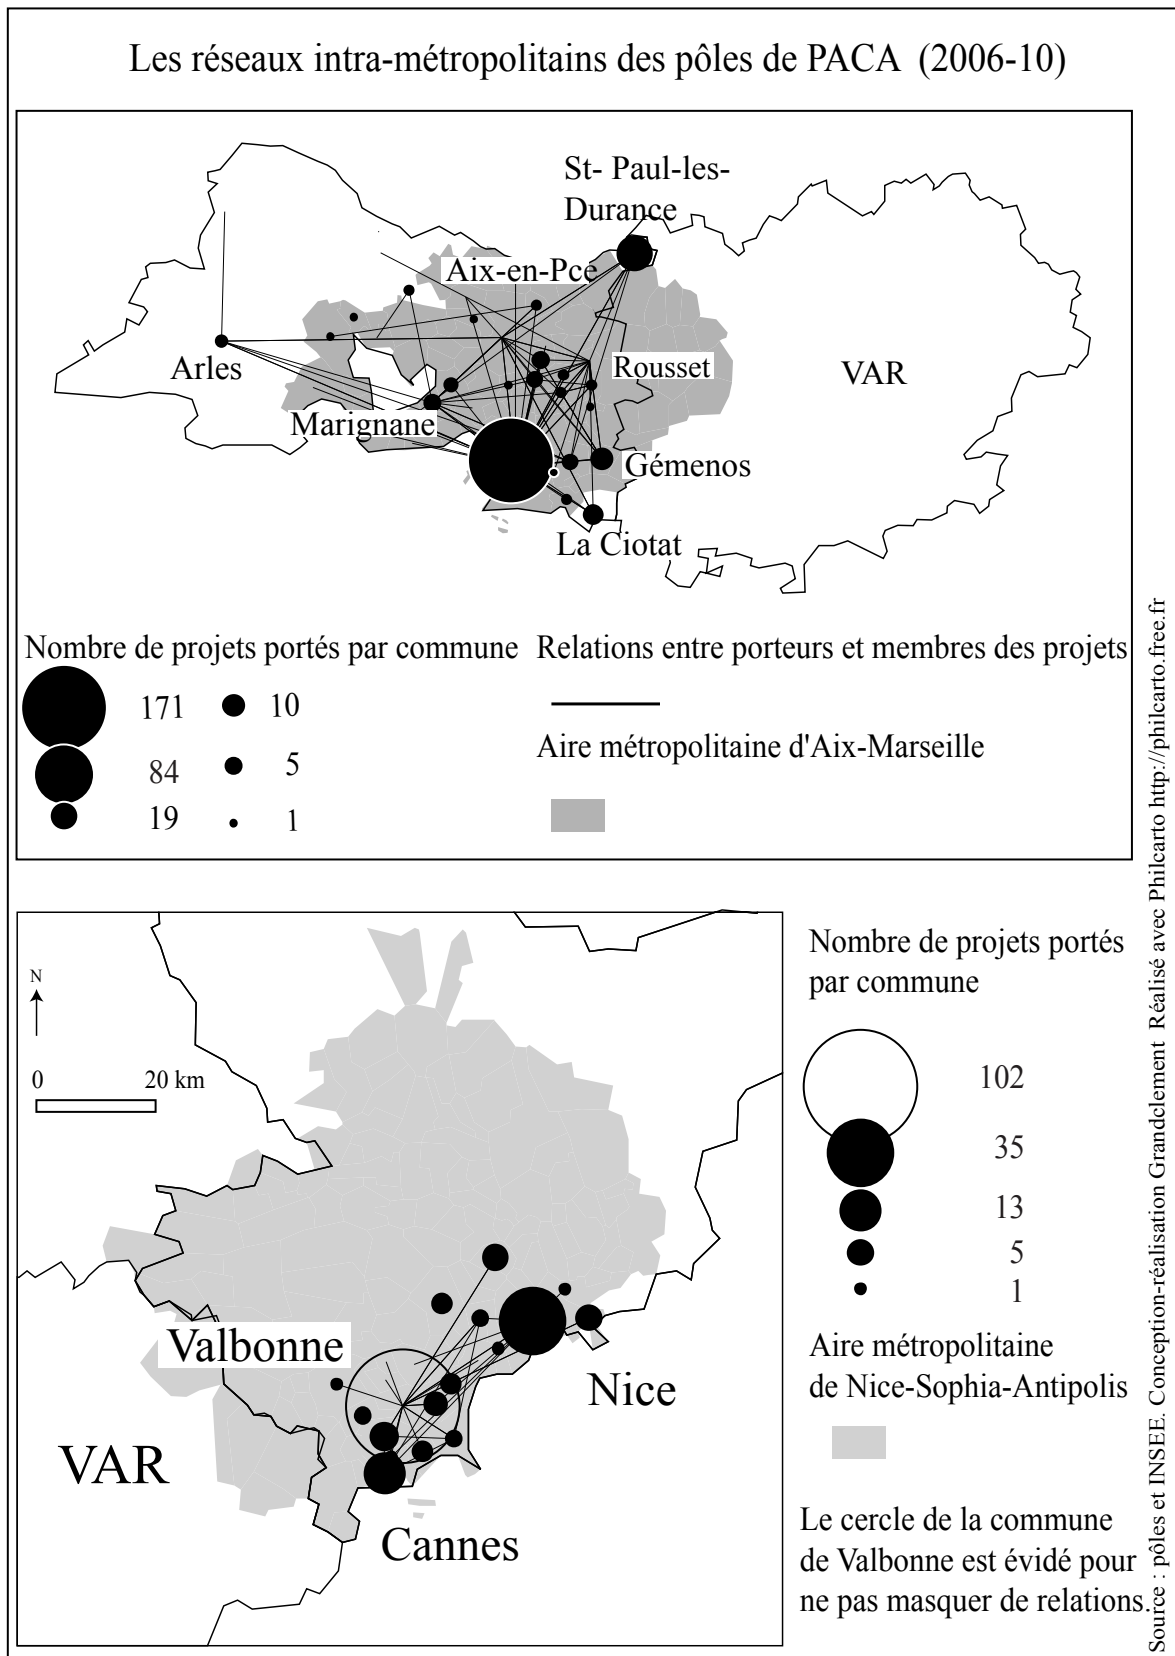 Les réseaux intra-métropolitains des pôles de PACA (2006-10)
St- Paul-les-
Durance
Aix-en-Pce
Arles
Rousset
VAR
Marignane
Gémenos
La Ciotat
Nombre de projets portés par commune
171
10
84
5
19
1
Relations entre porteurs et membres des projets
Aire métropolitaine d'Aix-Marseille
N
0 20 km
Valbonne
Nice
VAR
Cannes
Nombre de projets portés
par commune
102
35
13
5
1
Aire métropolitaine
de Nice-Sophia-Antipolis
Le cercle de la commune
de Valbonne est évidé pour
ne pas masquer de relations.
Source : pôles et INSEE. Conception-réalisation Grandclement Réalisé avec Philcarto http://philcarto.free.fr